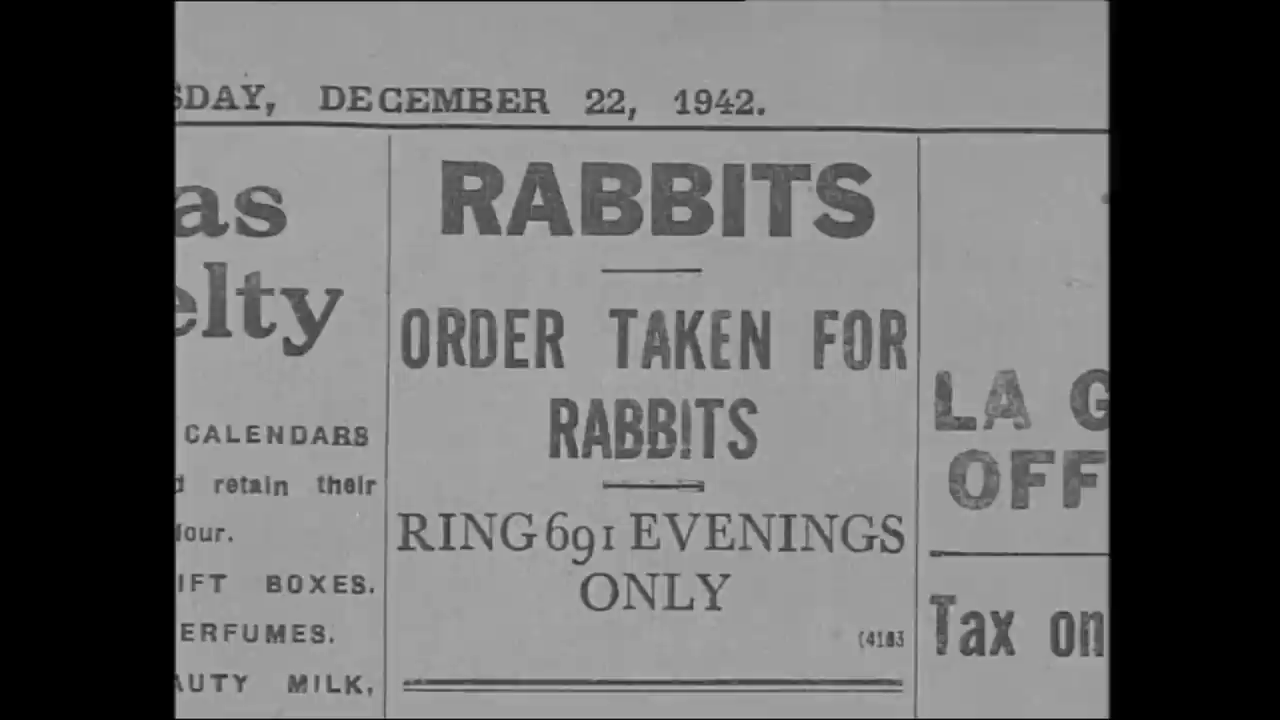 SDAY, DECEMBER 22, 1942.
as
elty
CALENDARS
d retain their
lour.
IFT BOXES.
ERFUMES.
AUTY MILK,
RABBITS
ORDER TAKEN FOR
RABBITS
RING 691 EVENINGS
ONLY
(4183
LA G
OFF
Tax on